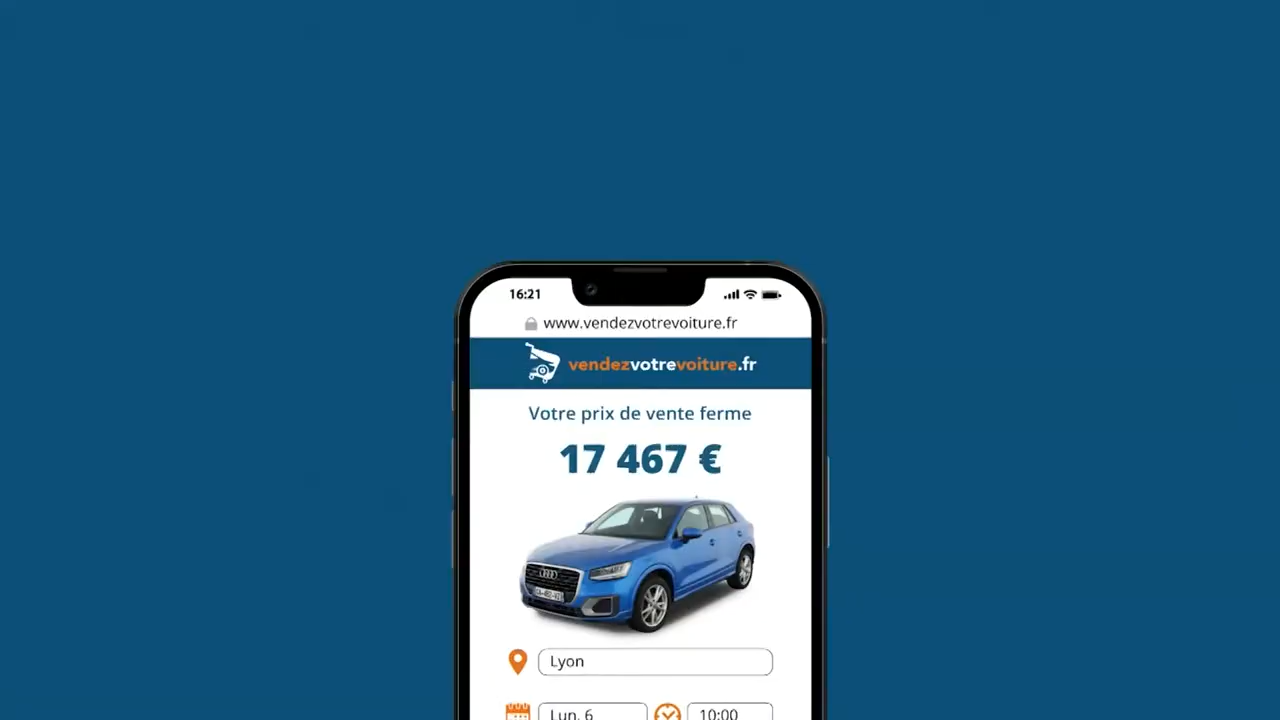 16:21
www.vendezvotrevoiture.fr
vendezvotrevoiture.fr
Votre prix de vente ferme
17 467 €
Lyon
Lun. 6
10:00